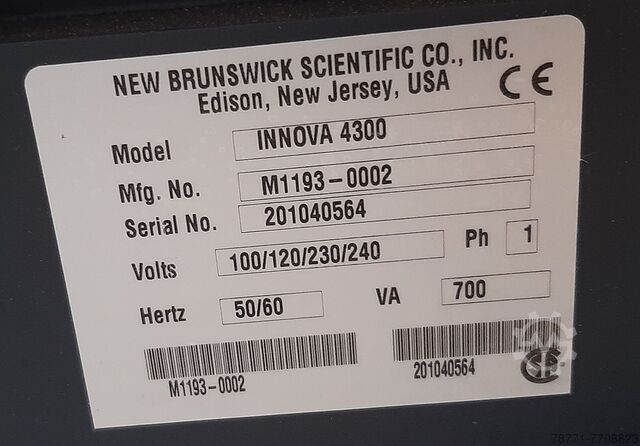 NEW BRUNSWICK SCIENTIFIC CO., INC.
Edison, New Jersey, USA CE
Model INNOVA 4300
Mfg. No. M1193-0002
Serial No. 201040564
Volts 100/120/230/240 Ph 1
Hertz 50/60 VA 700
M1193-0002 201040564